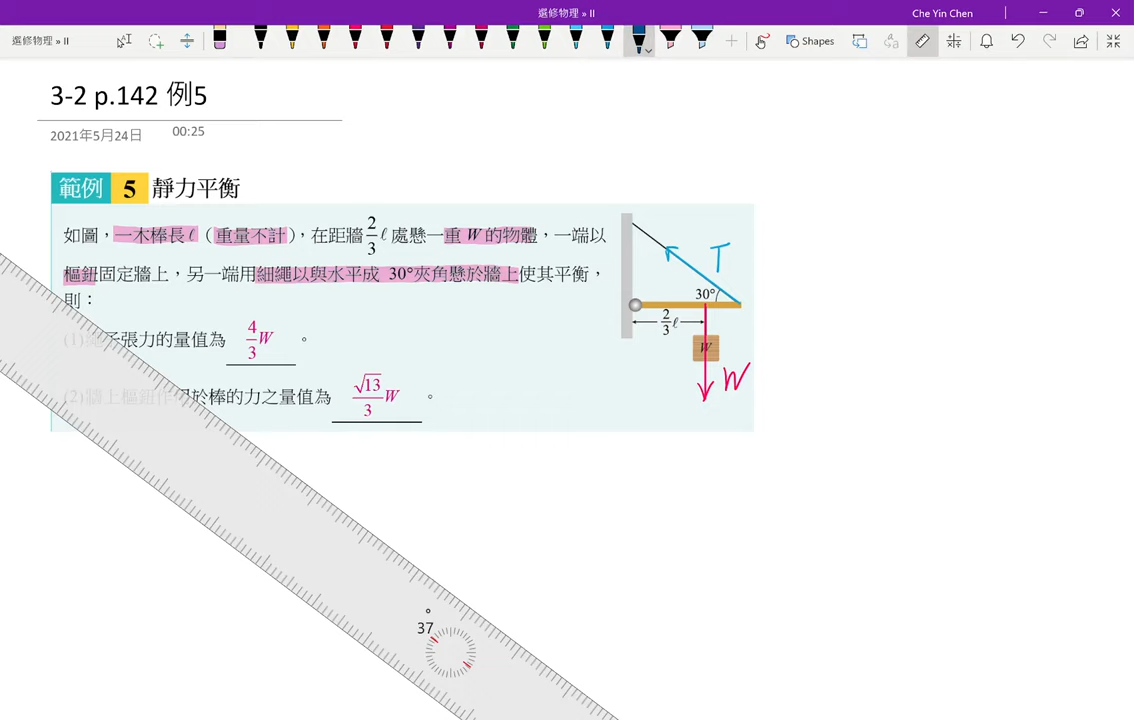 選修物理 » II
Che Yin Chen
選修物理 » II
Shapes
3-2 p.142 例5
2021年5月24日 00:25
範例 5 靜力平衡
如圖，一木棒長ℓ（重量不計），在距牆2/3 ℓ處懸一重W的物體，一端以
樞鈕固定牆上，另一端用細繩以與水平成 30°夾角懸於牆上使其平衡，
則：
(1)繩子張力的量值為 4/3 W 。
(2)牆上樞鈕作用於棒的力之量值為 √13/3 W 。
T
30°
2/3 ℓ
W
W
°
37